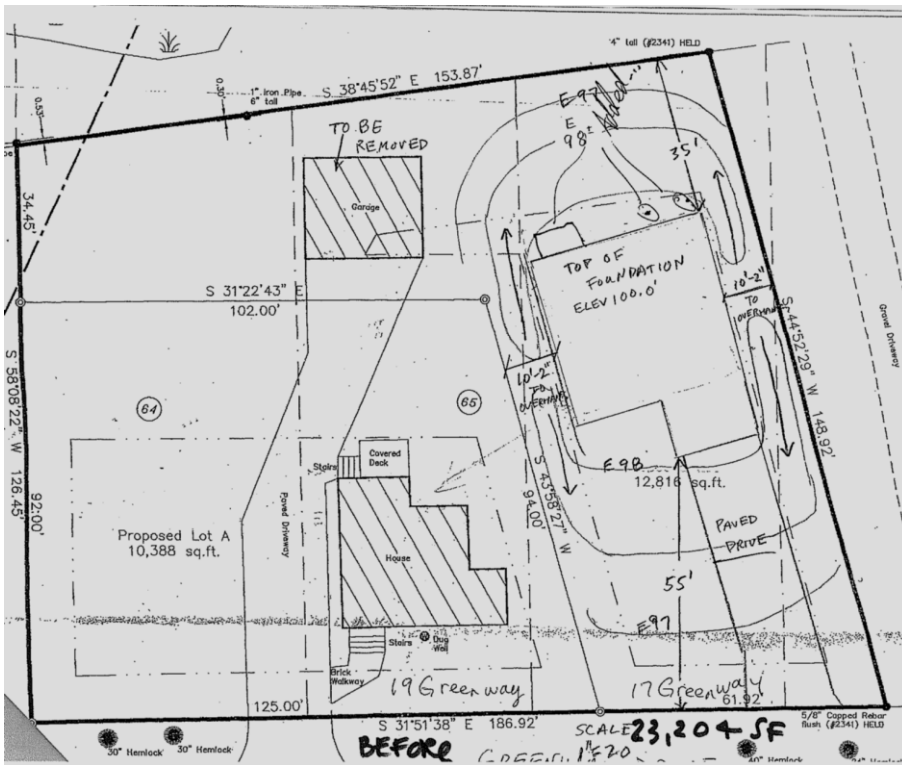 '4" tall (#2341) HELD
S 38°45'52" E 153.87'
1" Iron Pipe
6" tall
0.30'
0.53'
TO BE
REMOVED
E 97
E
98±
35'
Garage
34.45'
TOP OF
FOUNDATION
ELEV 100.0'
10'-2"
TO
OVERHANG
S 31°22'43" E
102.00'
S 44°52'29" W 148.92'
Gravel Driveway
10'-2"
TO
OVERHANG
64
65
S 58°08'22" W 126.45'
92.00'
Covered
Deck
Stairs
S 43°58'27" W
94.00'
E 98
12,816 sq.ft.
Proposed Lot A
10,388 sq.ft.
Paved Driveway
House
PAVED
DRIVE
55'
E97
Stairs
Dug
Well
Brick
Walkway
19 Greenway
17 Greenway
125.00'
61.92'
S 31°51'38" E 186.92'
5/8" Capped Rebar
flush (#2341) HELD
SCALE
1"=20
23,204 SF
BEFORE
30" Hemlock
30" Hemlock
40" Hemlock